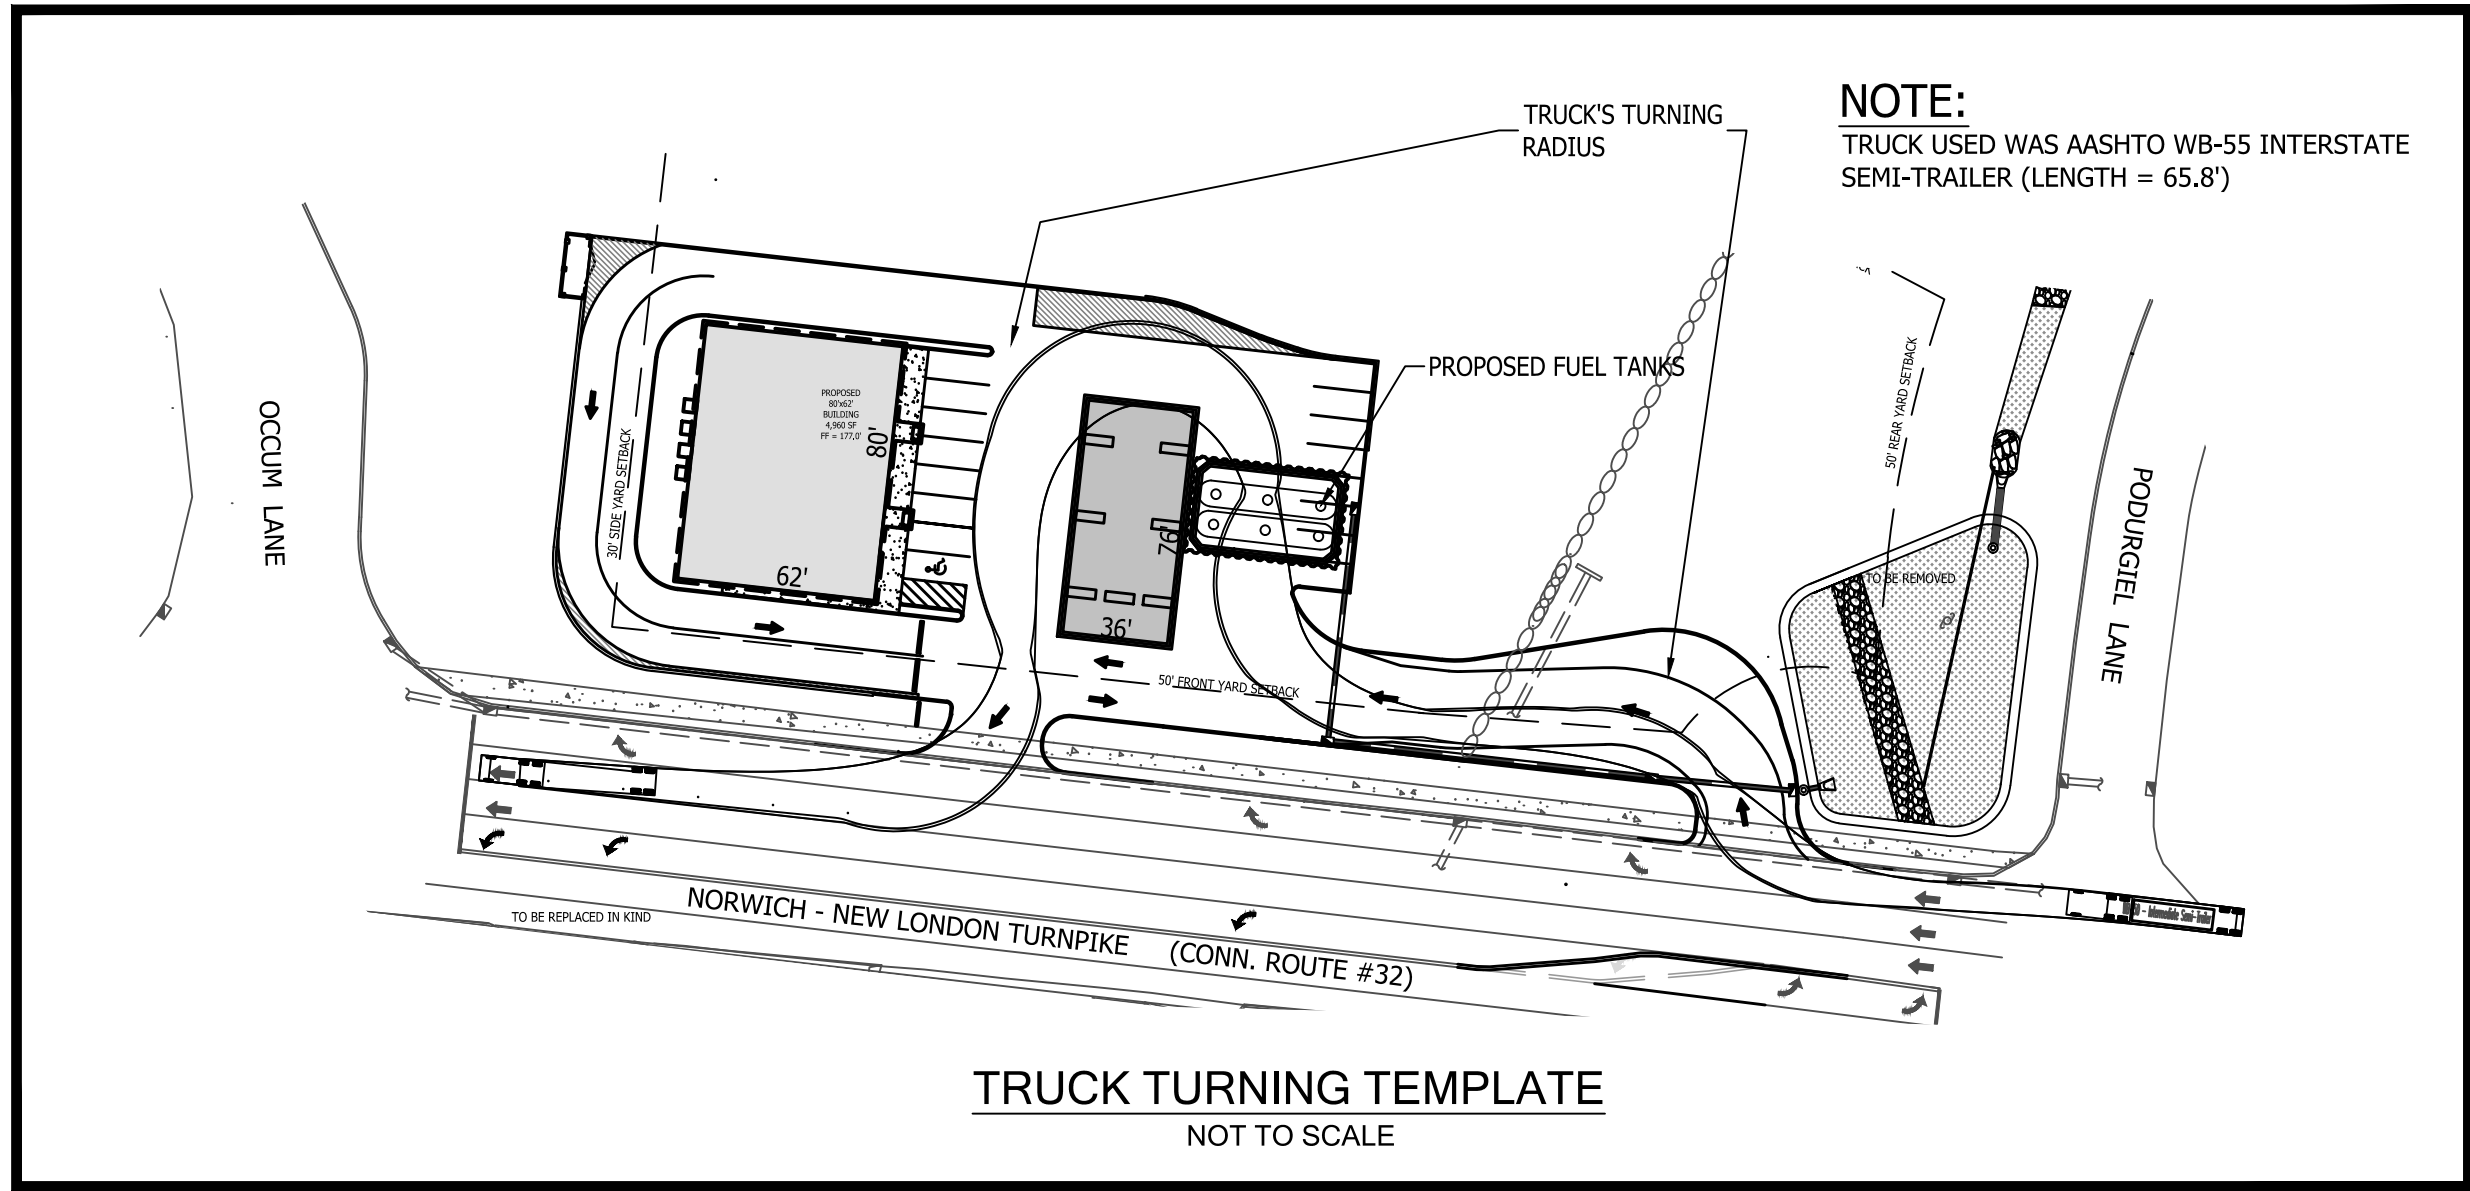 NOTE:
TRUCK USED WAS AASHTO WB-55 INTERSTATE
SEMI-TRAILER (LENGTH = 65.8')
TRUCK'S TURNING
RADIUS
PROPOSED FUEL TANKS
PROPOSED
80'x62'
BUILDING
4,960 SF
FF = 177.0'
80'
62'
76'
36'
30' SIDE YARD SETBACK
50' FRONT YARD SETBACK
50' REAR YARD SETBACK
TO BE REMOVED
OCCUM LANE
PODURGIEL LANE
TO BE REPLACED IN KIND
NORWICH - NEW LONDON TURNPIKE (CONN. ROUTE #32)
Semi-Trailer
TRUCK TURNING TEMPLATE
NOT TO SCALE